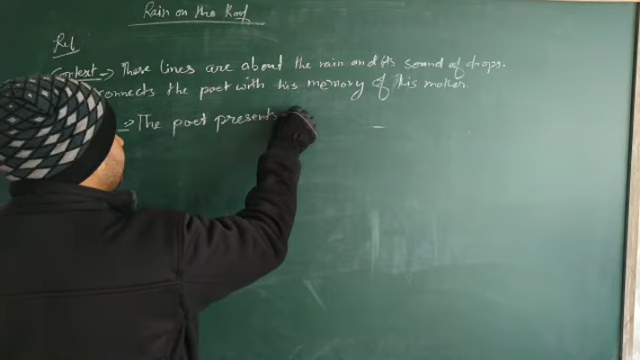 Rain on the Roof
Ref
Context → These lines are about the rain and its sound of drops.
connects the poet with his memory of his mother.
→ The poet presents